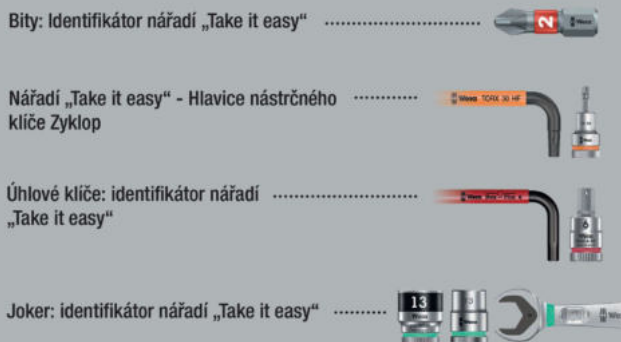 Bity: Identifikátor nářadí „Take it easy“
2
Nářadí „Take it easy“ - Hlavice nástrčného
klíče Zyklop
Wera TORX 30 HF
Úhlové klíče: identifikátor nářadí
„Take it easy“
6
Joker: identifikátor nářadí „Take it easy“
13